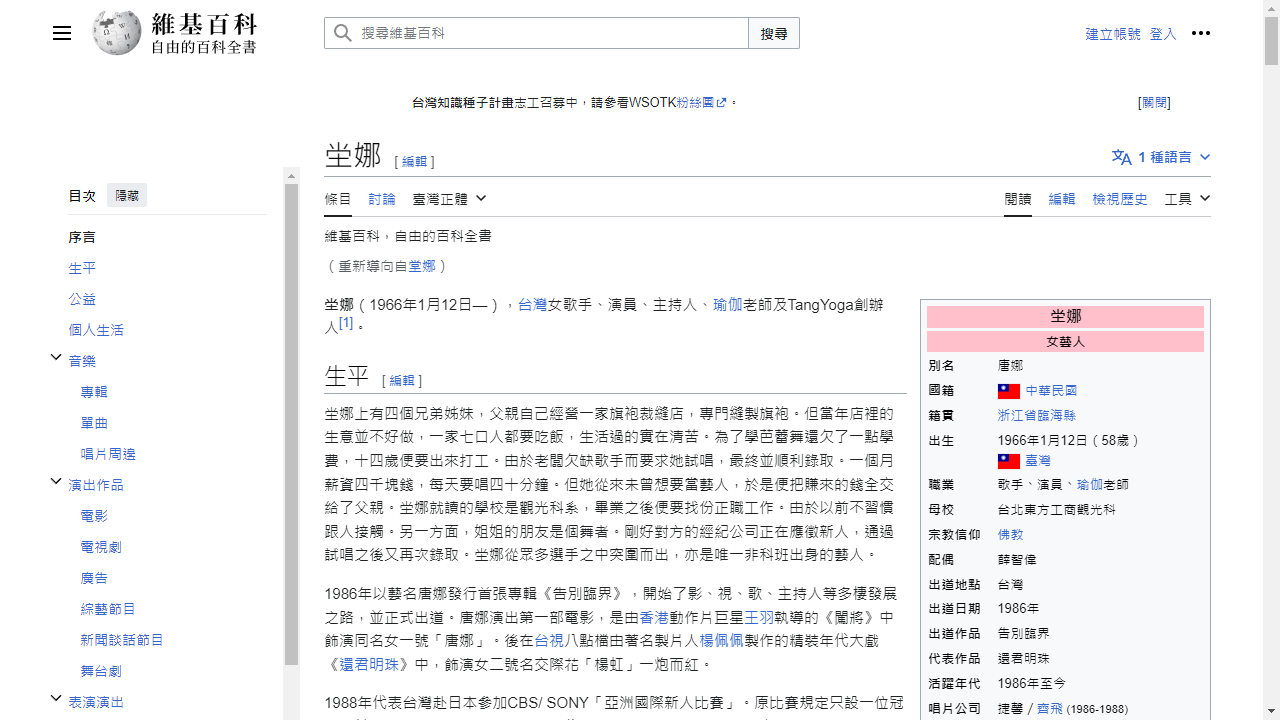 維基百科
自由的百科全書
搜尋維基百科
搜尋
建立帳號 登入
台灣知識種子計畫志工召募中，請參看WSOTK粉絲團。
[關閉]
坐娜 [ 編輯 ]
1 種語言
目次 隱藏
序言
生平
公益
個人生活
音樂
專輯
單曲
唱片周邊
演出作品
電影
電視劇
廣告
綜藝節目
新聞談話節目
舞台劇
表演演出
條目 討論 臺灣正體
閱讀 編輯 檢視歷史 工具
維基百科，自由的百科全書
（重新導向自堂娜）
坐娜（1966年1月12日—），台灣女歌手、演員、主持人、瑜伽老師及TangYoga創辦
人[1]。
生平 [ 編輯 ]
坐娜上有四個兄弟姊妹，父親自己經營一家旗袍裁縫店，專門縫製旗袍。但當年店裡的
生意並不好做，一家七口人都要吃飯，生活過的實在清苦。為了學芭蕾舞還欠了一點學
費，十四歲便要出來打工。由於老闆欠缺歌手而要求她試唱，最終並順利錄取。一個月
薪資四千塊錢，每天要唱四十分鐘。但她從來未曾想要當藝人，於是便把賺來的錢全交
給了父親。坐娜就讀的學校是觀光科系，畢業之後便要找份正職工作。由於以前不習慣
跟人接觸。另一方面，姐姐的朋友是個舞者。剛好對方的經紀公司正在應徵新人，通過
試唱之後又再次錄取。坐娜從眾多選手之中突圍而出，亦是唯一非科班出身的藝人。
1986年以藝名唐娜發行首張專輯《告別臨界》，開始了影、視、歌、主持人等多棲發展
之路，並正式出道。唐娜演出第一部電影，是由香港動作片巨星王羽執導的《闖將》中
飾演同名女一號「唐娜」。後在台視八點檔由著名製片人楊佩佩製作的精裝年代大戲
《還君明珠》中，飾演女二號名交際花「楊虹」一炮而紅。
1988年代表台灣赴日本參加CBS/ SONY「亞洲國際新人比賽」。原比賽規定只設一位冠
坐娜
女藝人
別名 唐娜
國籍 中華民國
籍貫 浙江省臨海縣
出生 1966年1月12日（58歲）
臺灣
職業 歌手、演員、瑜伽老師
母校 台北東方工商觀光科
宗教信仰 佛教
配偶 薛智偉
出道地點 台灣
出道日期 1986年
出道作品 告別臨界
代表作品 還君明珠
活躍年代 1986年至今
唱片公司 捷馨 / 齊飛 (1986-1988)